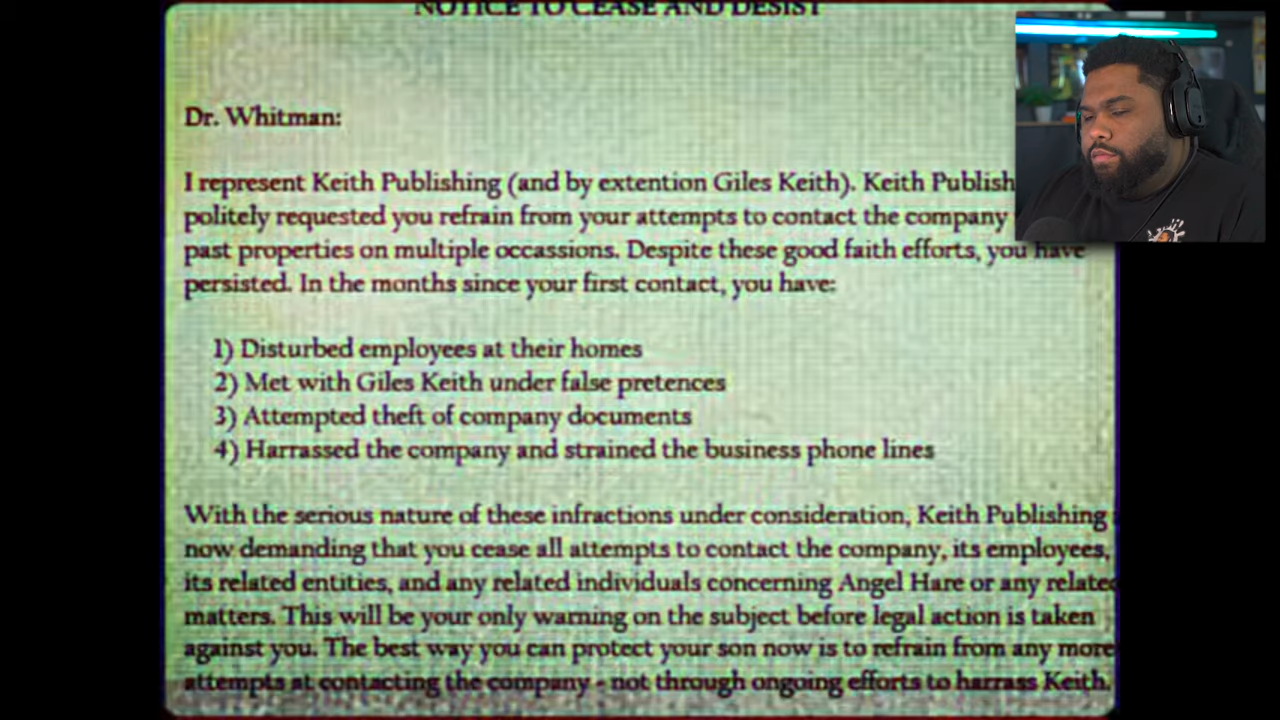 NOTICE TO CEASE AND DESIST
Dr. Whitman:
I represent Keith Publishing (and by extention Giles Keith). Keith Publish
politely requested you refrain from your attempts to contact the company
past properties on multiple occassions. Despite these good faith efforts, you have
persisted. In the months since your first contact, you have:
1) Disturbed employees at their homes
2) Met with Giles Keith under false pretences
3) Attempted theft of company documents
4) Harrassed the company and strained the business phone lines
With the serious nature of these infractions under consideration, Keith Publishing
now demanding that you cease all attempts to contact the company, its employees,
its related entities, and any related individuals concerning Angel Hare or any related
matters. This will be your only warning on the subject before legal action is taken
against you. The best way you can protect your son now is to refrain from any more
attempts at contacting the company - not through ongoing efforts to harrass Keith.